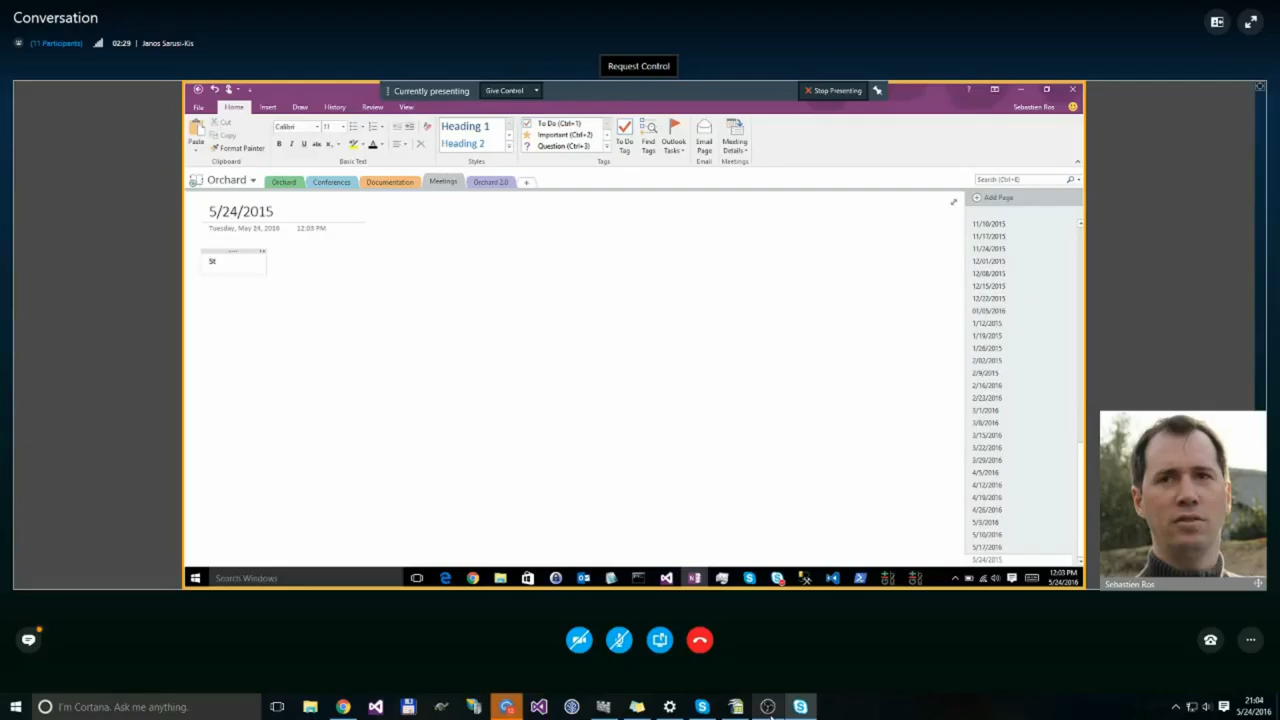 Conversation
(11 Participants) 02:29 | Janos Sarusi-Kis
Request Control
Currently presenting Give Control Stop Presenting
File Home Insert Draw History Review View Sebastien Ros
Paste Cut Copy Format Painter
Calibri 11
Heading 1
Heading 2
To Do (Ctrl+1)
Important (Ctrl+2)
Question (Ctrl+3)
To Do Tag
Find Tags
Outlook Tasks
Email Page
Meeting Details
Clipboard Basic Text Styles Tags Email Meetings
Orchard Orchard Conferences Documentation Meetings Orchard 2.0 + Search (Ctrl+E)
Add Page
5/24/2015
Tuesday, May 24, 2016 12:03 PM
St
11/10/2015
11/17/2015
11/24/2015
12/01/2015
12/08/2015
12/15/2015
12/22/2015
01/05/2016
1/12/2015
1/19/2015
1/26/2015
2/02/2015
2/9/2015
2/16/2016
2/23/2016
3/1/2016
3/8/2016
3/15/2016
3/22/2016
3/29/2016
4/5/2016
4/12/2016
4/19/2016
4/26/2016
5/3/2016
5/10/2016
5/17/2016
5/24/2015
Search Windows
12:03 PM
5/24/2016
Sebastien Ros
I'm Cortana. Ask me anything.
21:04
5/24/2016